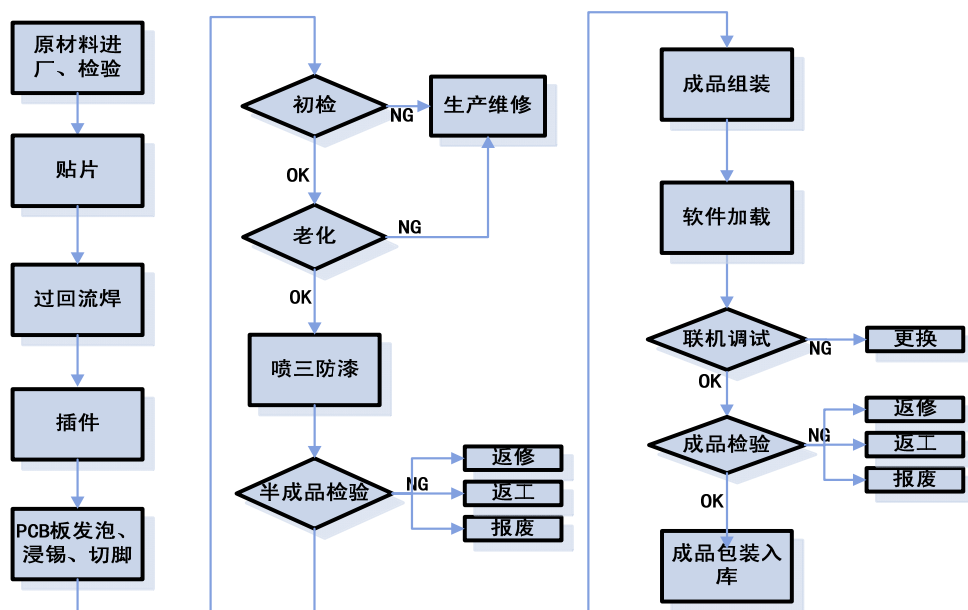 原材料进
厂、检验
贴片
过回流焊
插件
PCB板发泡、
浸锡、切脚
初检
NG
生产维修
OK
老化
NG
OK
喷三防漆
半成品检验
NG
返修
返工
报废
成品组装
软件加载
联机调试
NG
更换
OK
成品检验
NG
返修
返工
报废
OK
成品包装入
库